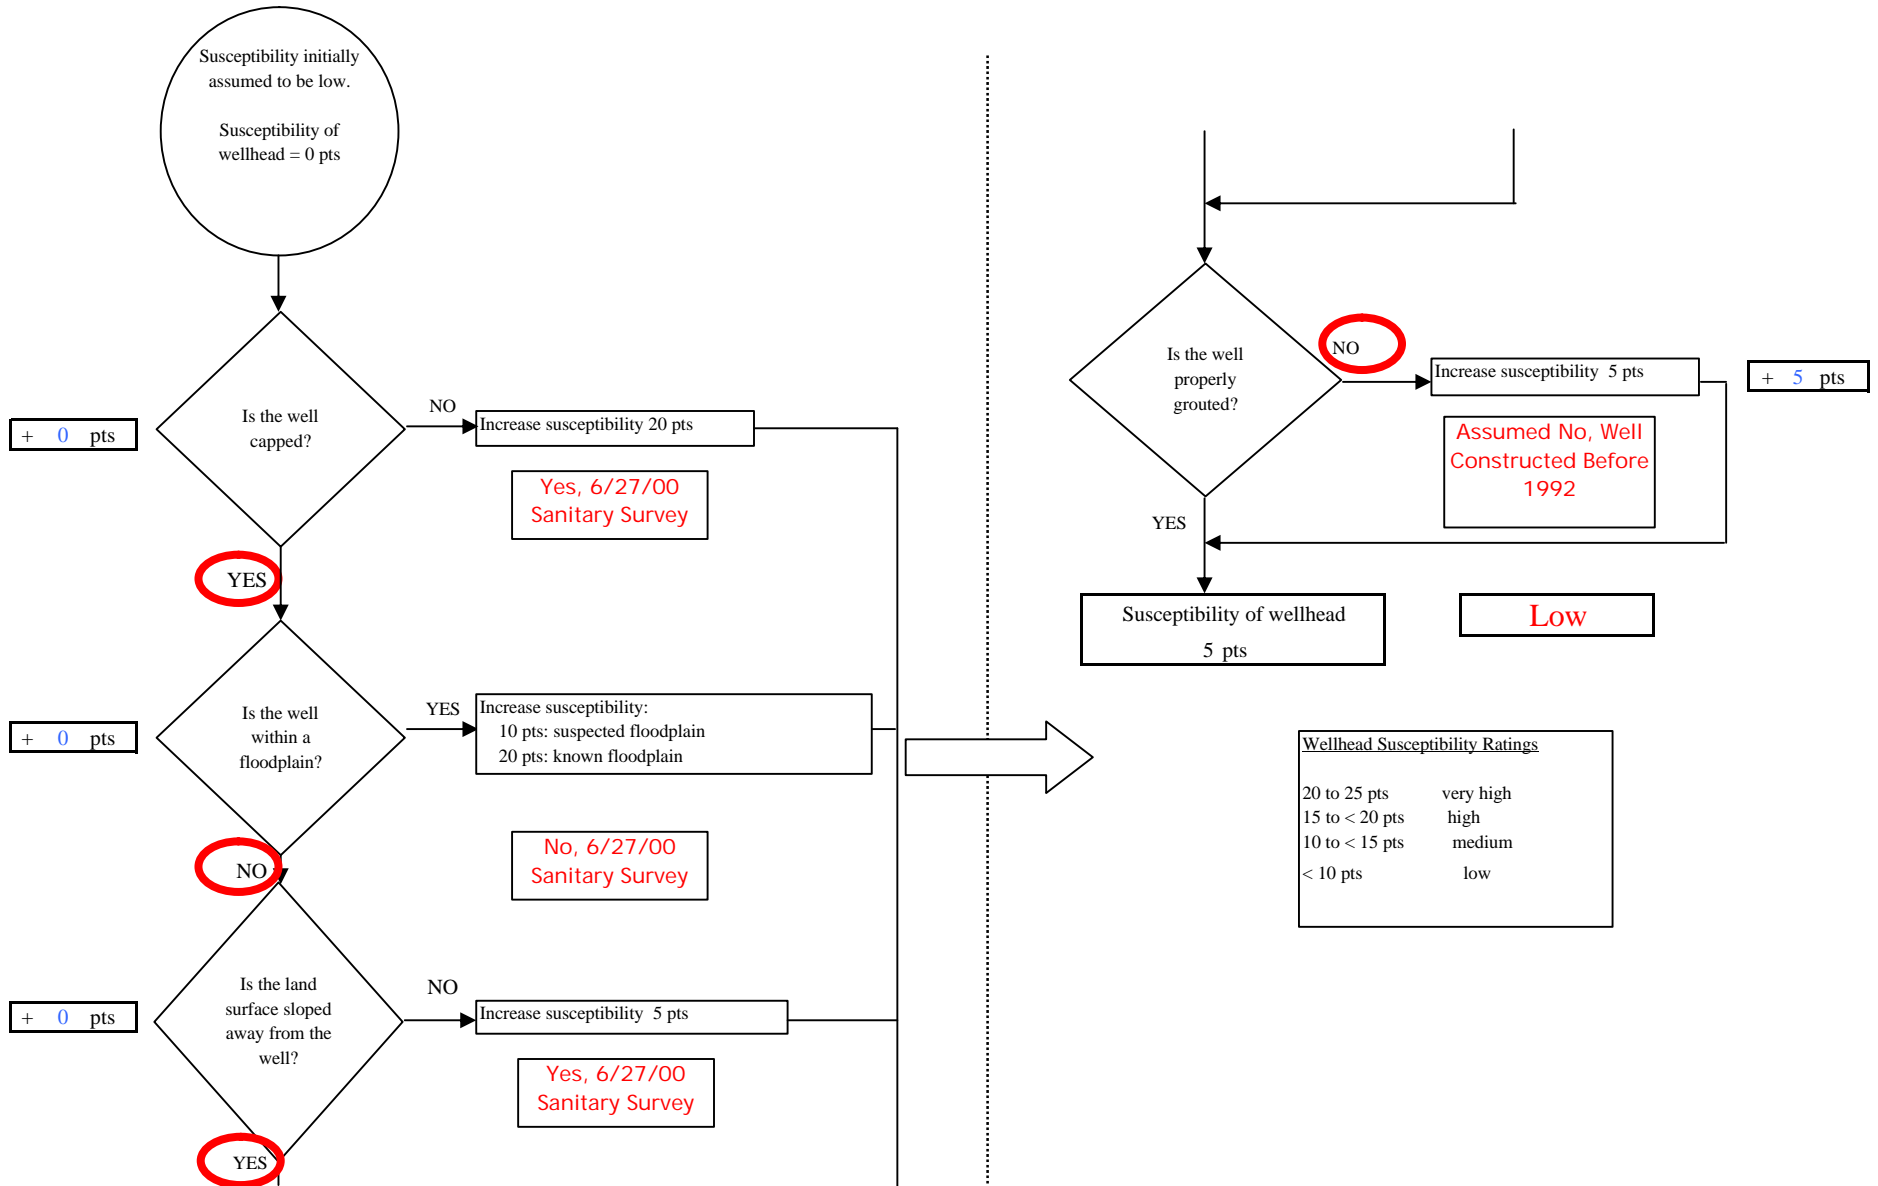 Susceptibility initially
assumed to be low.
Susceptibility of
wellhead = 0 pts
+ 0 pts
Is the well
capped?
NO
Increase susceptibility 20 pts
Yes, 6/27/00
Sanitary Survey
YES
+ 0 pts
Is the well
within a
floodplain?
YES
Increase susceptibility:
10 pts: suspected floodplain
20 pts: known floodplain
No, 6/27/00
Sanitary Survey
NO
+ 0 pts
Is the land
surface sloped
away from the
well?
NO
Increase susceptibility 5 pts
Yes, 6/27/00
Sanitary Survey
YES
Is the well
properly
grouted?
NO
Increase susceptibility 5 pts
+ 5 pts
Assumed No, Well
Constructed Before
1992
YES
Susceptibility of wellhead
5 pts
Low
Wellhead Susceptibility Ratings
20 to 25 pts very high
15 to < 20 pts high
10 to < 15 pts medium
< 10 pts low